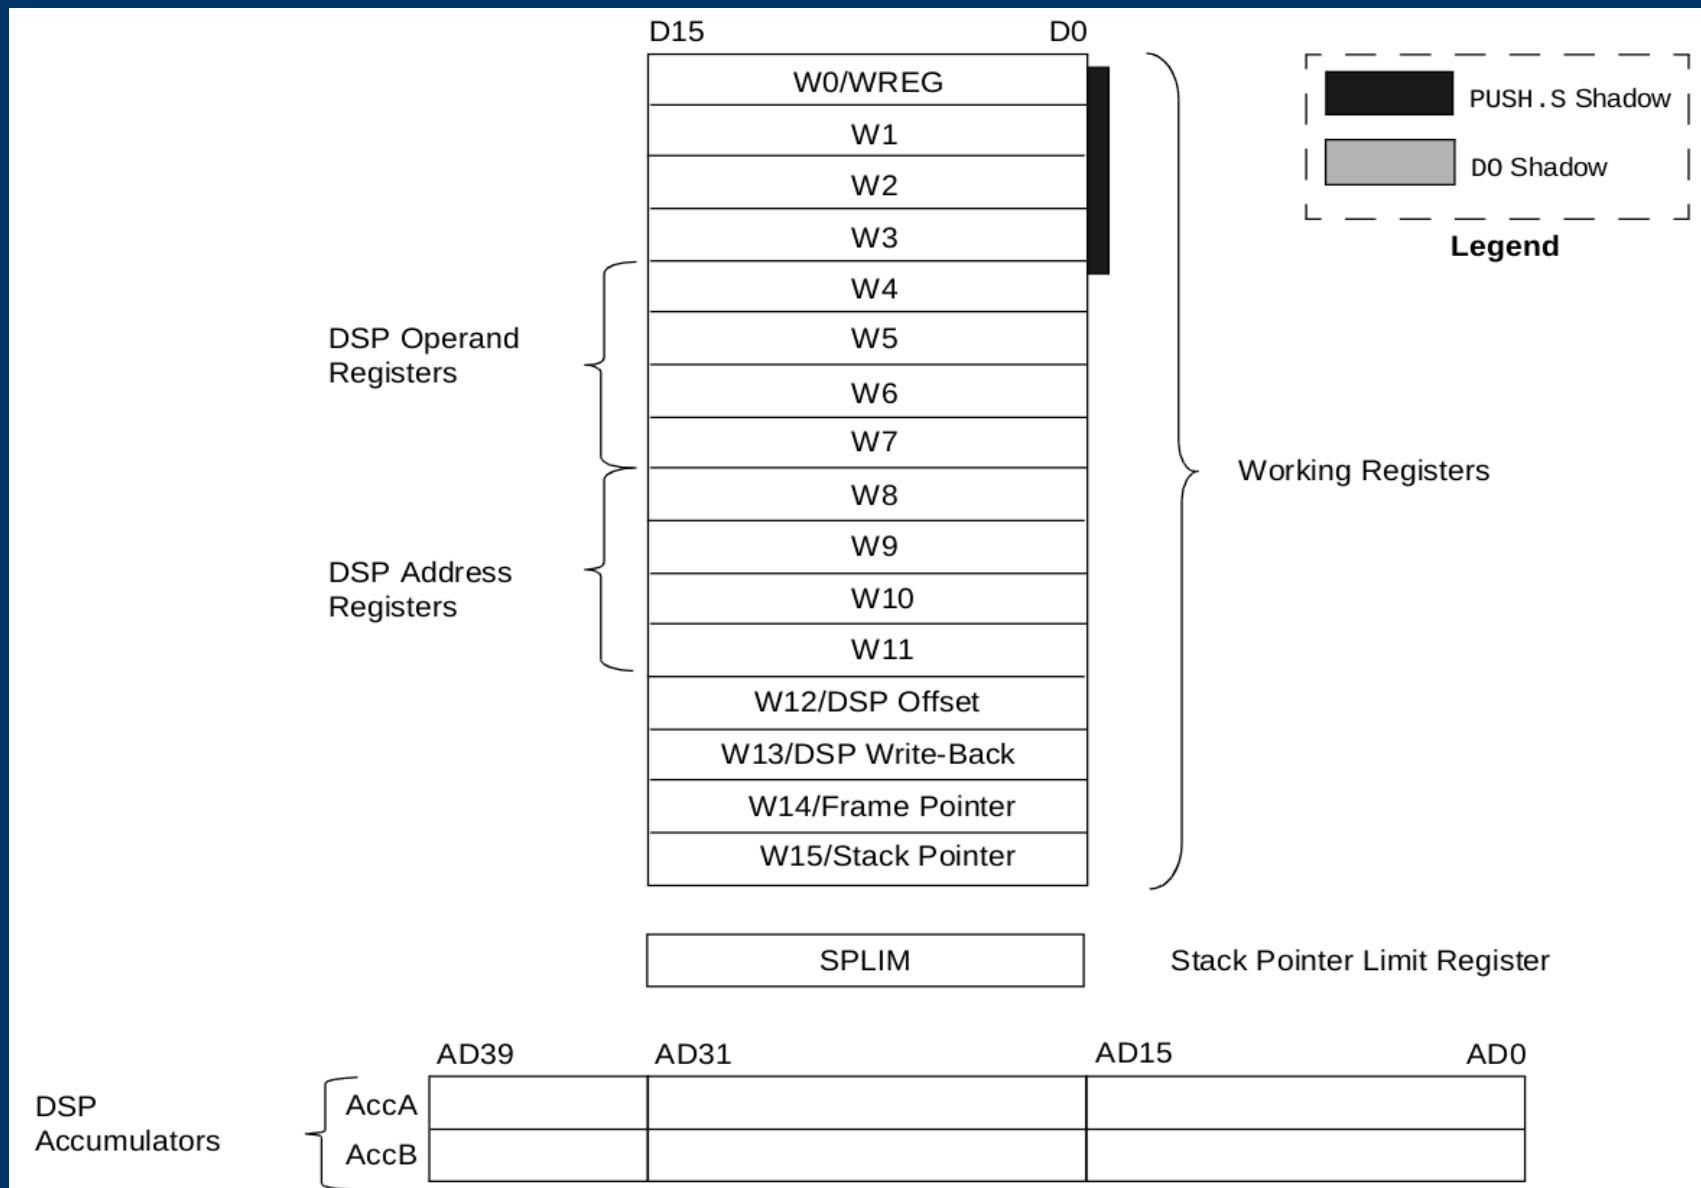 D15 D0
W0/WREG
W1
W2
W3
W4
W5
W6
W7
W8
W9
W10
W11
W12/DSP Offset
W13/DSP Write-Back
W14/Frame Pointer
W15/Stack Pointer
PUSH.S Shadow
DO Shadow
Legend
DSP Operand
Registers
DSP Address
Registers
Working Registers
SPLIM
Stack Pointer Limit Register
AD39 AD31 AD15 AD0
DSP
Accumulators
AccA
AccB